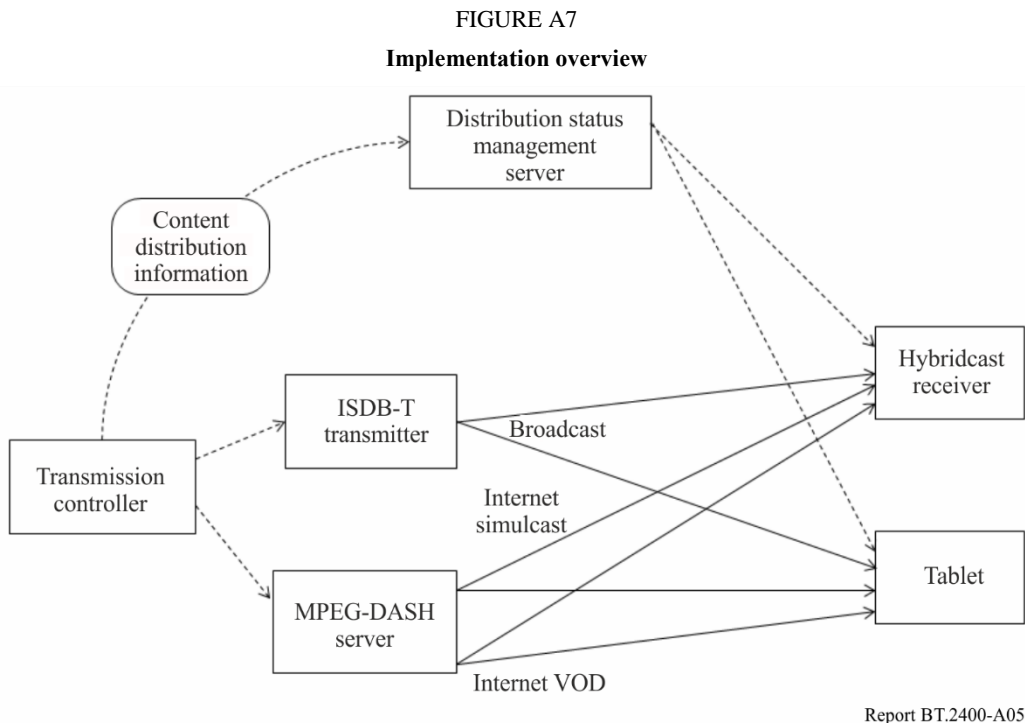 FIGURE A7
Implementation overview
Distribution status
management
server
Content
distribution
information
Hybridcast
receiver
ISDB-T
transmitter
Broadcast
Transmission
controller
Internet
simulcast
Tablet
MPEG-DASH
server
Internet VOD
Report BT.2400-A05